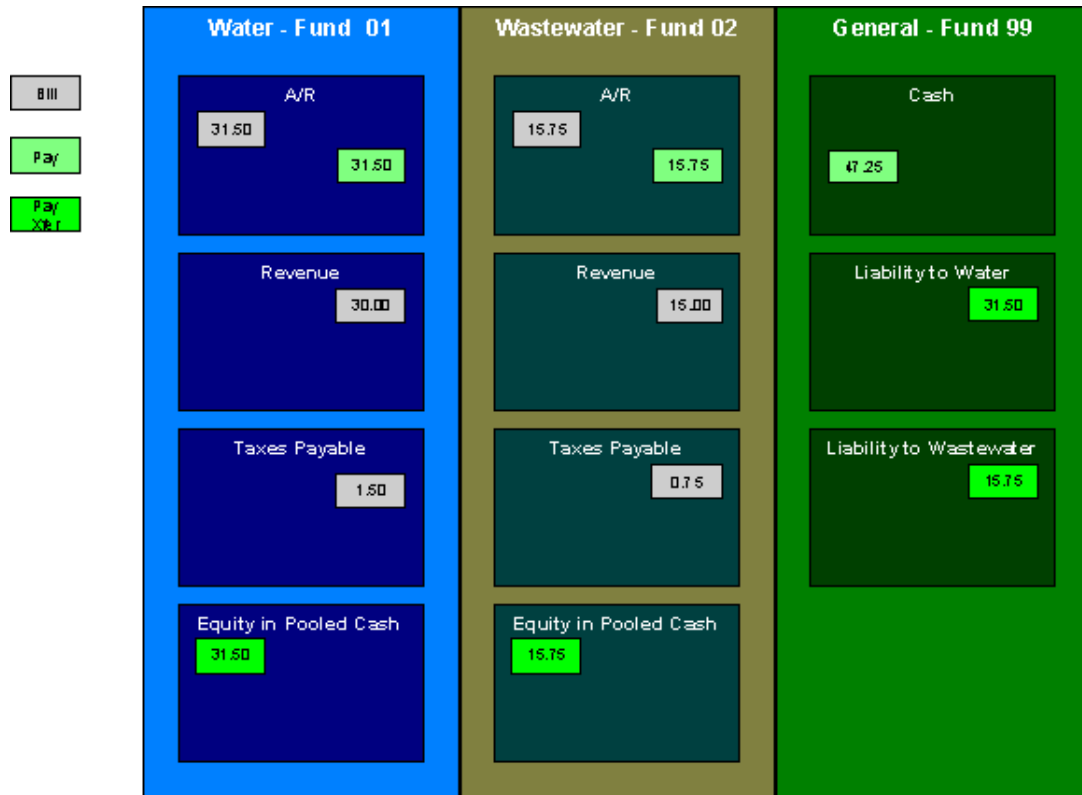 Water - Fund 01
Wastewater - Fund 02
General - Fund 99
Bill
Pay
Pay
Xfer
A/R
31.50
31.50
A/R
15.75
15.75
Cash
47.25
Revenue
30.00
Revenue
15.00
Liability to Water
31.50
Taxes Payable
1.50
Taxes Payable
0.75
Liability to Wastewater
15.75
Equity in Pooled Cash
31.50
Equity in Pooled Cash
15.75